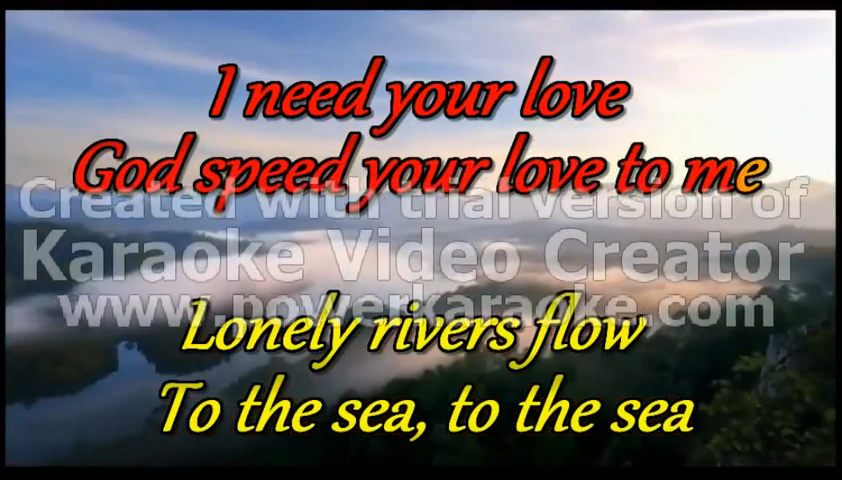 I need your love
God speed your love to me
Created with trial version of
Karaoke Video Creator
www.powerkaraoke.com
Lonely rivers flow
To the sea, to the sea